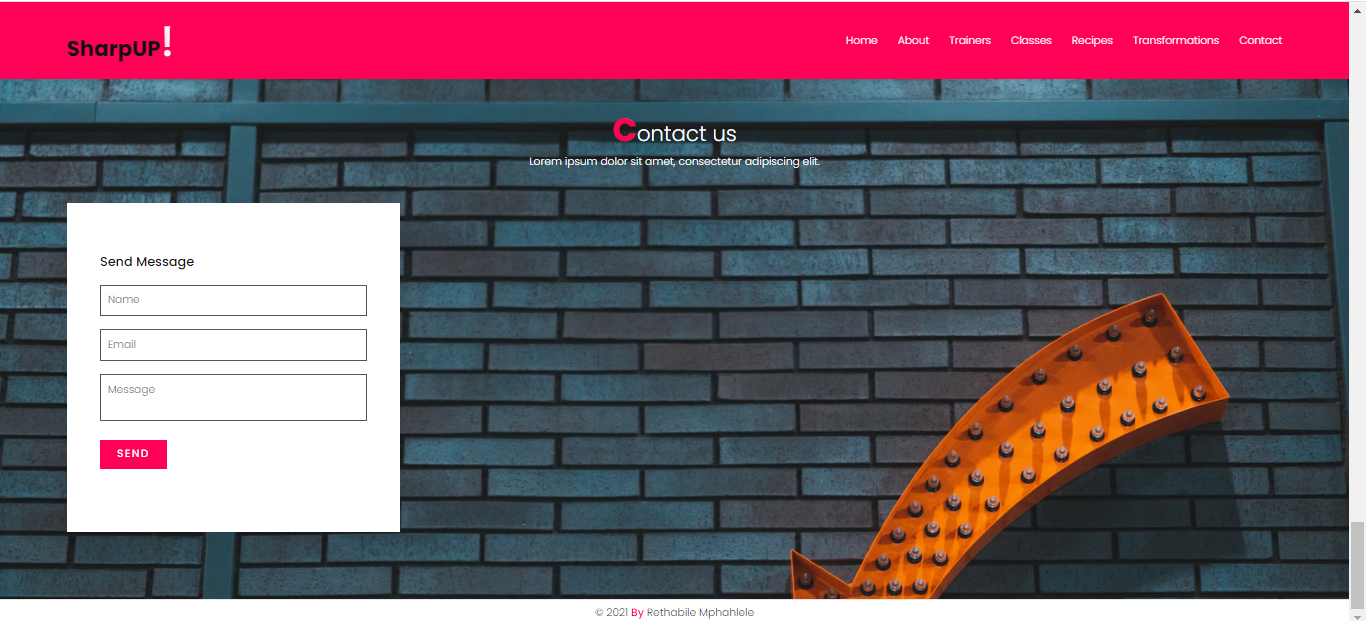 SharpUP!
Home About Trainers Classes Recipes Transformations Contact
Contact us
Lorem ipsum dolor sit amet, consectetur adipiscing elit.
Send Message
Name
Email
Message
SEND
© 2021 By Rethabile Mphahlele